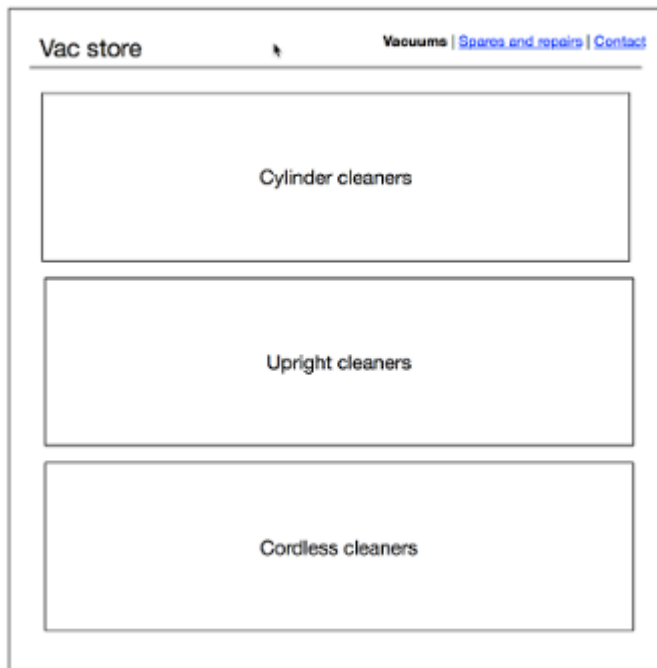 Vac store
Vacuums | Spares and repairs | Contact
Cylinder cleaners
Upright cleaners
Cordless cleaners